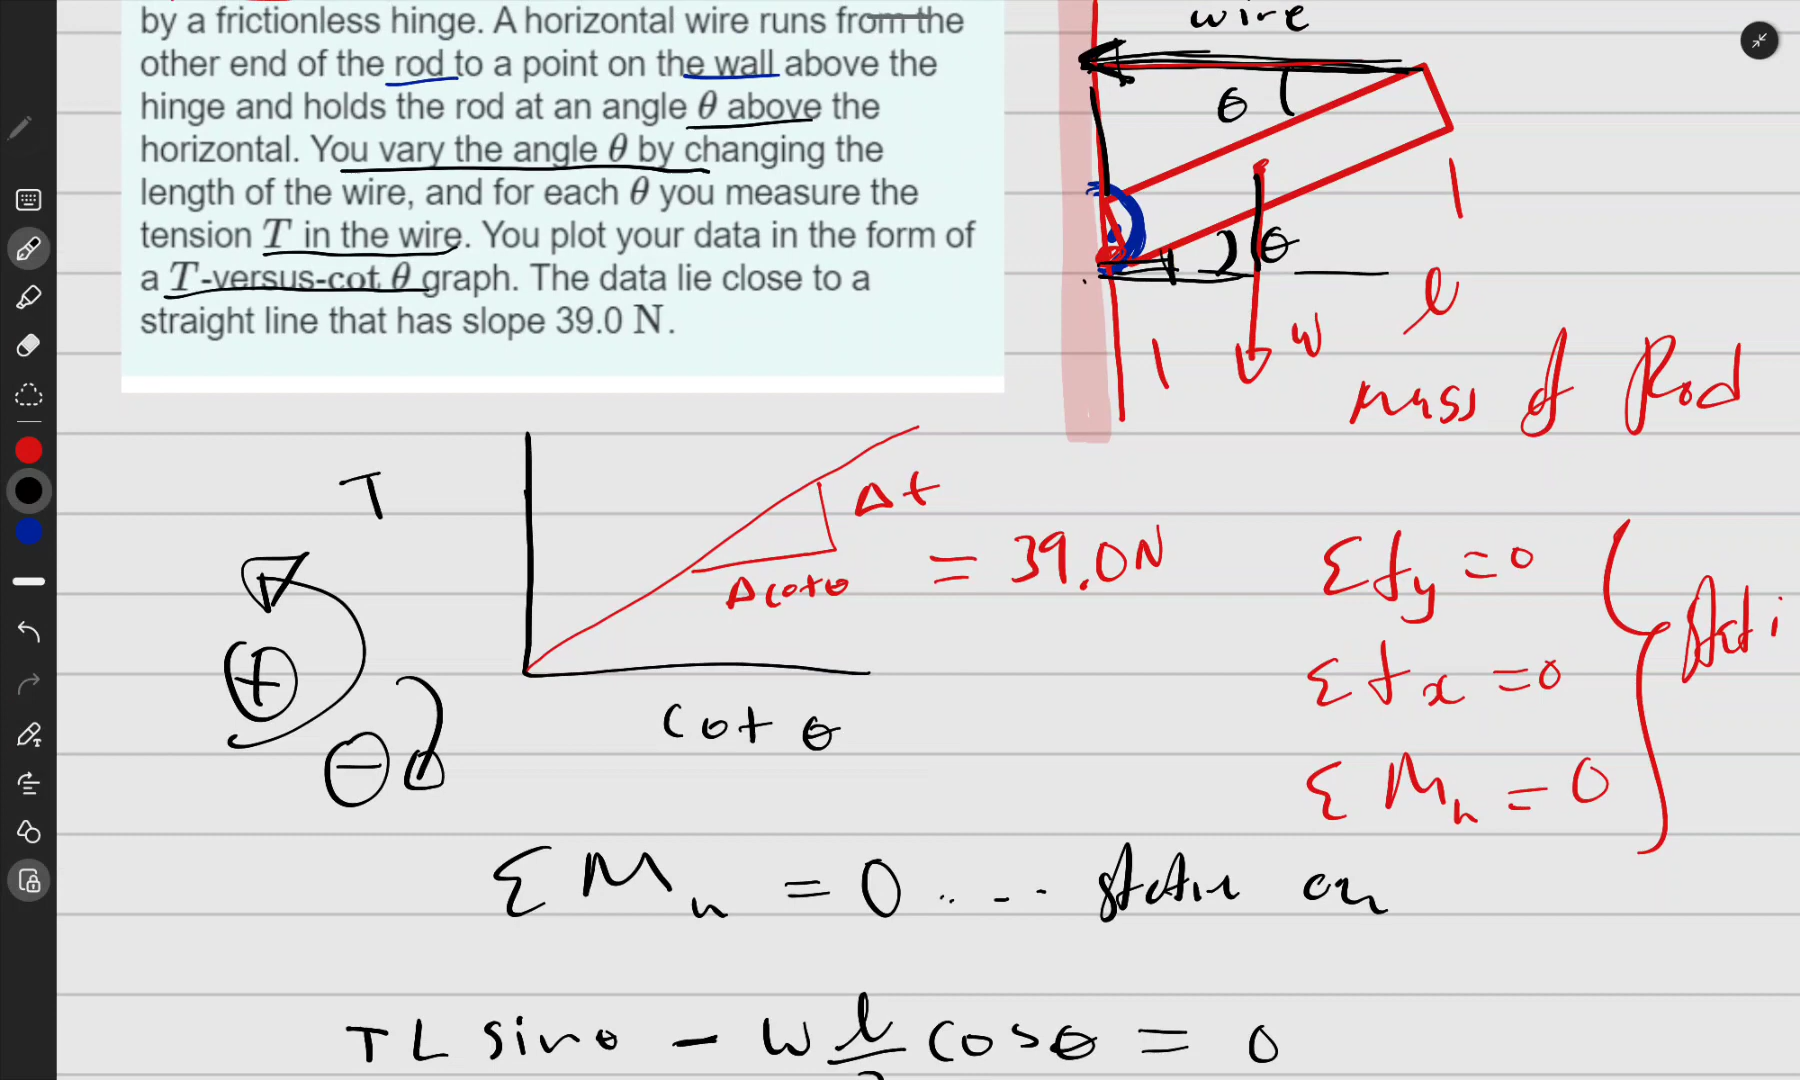 by a frictionless hinge. A horizontal wire runs from the
other end of the rod to a point on the wall above the
hinge and holds the rod at an angle θ above the
horizontal. You vary the angle θ by changing the
length of the wire, and for each θ you measure the
tension T in the wire. You plot your data in the form of
a T-versus-cot θ graph. The data lie close to a
straight line that has slope 39.0 N.
wire
θ
θ
l
w
mass of Rod
T
Δt
Δcotθ
= 39.0N
cot θ
+
−
Σfy = 0
Σfx = 0
ΣMn = 0
stati
ΣMn = 0 ....
TL sinθ − W l/2 cosθ = 0